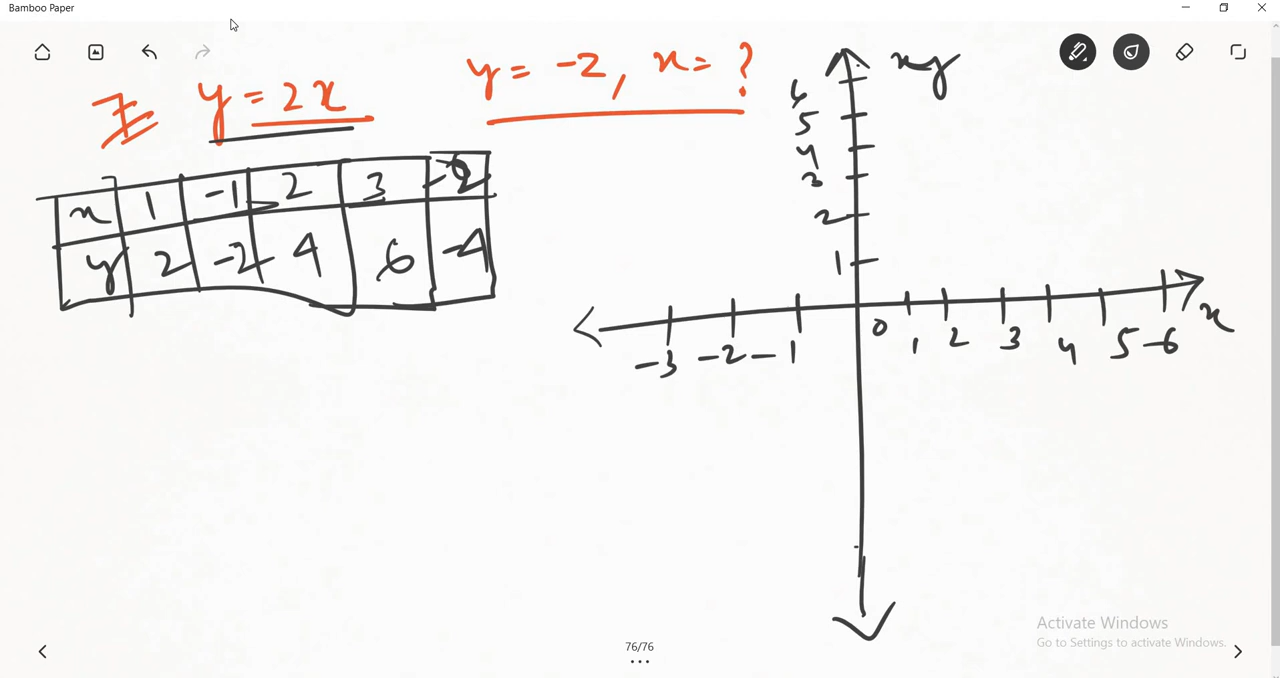 Bamboo Paper
y = 2x
y = -2, x = ?
x 1 -1 2 3
y 2 -2 4 6 -4
y
6
5
4
3
2
1
-3 -2 -1 0 1 2 3 4 5 6
x
76/76
Activate Windows
Go to Settings to activate Windows.